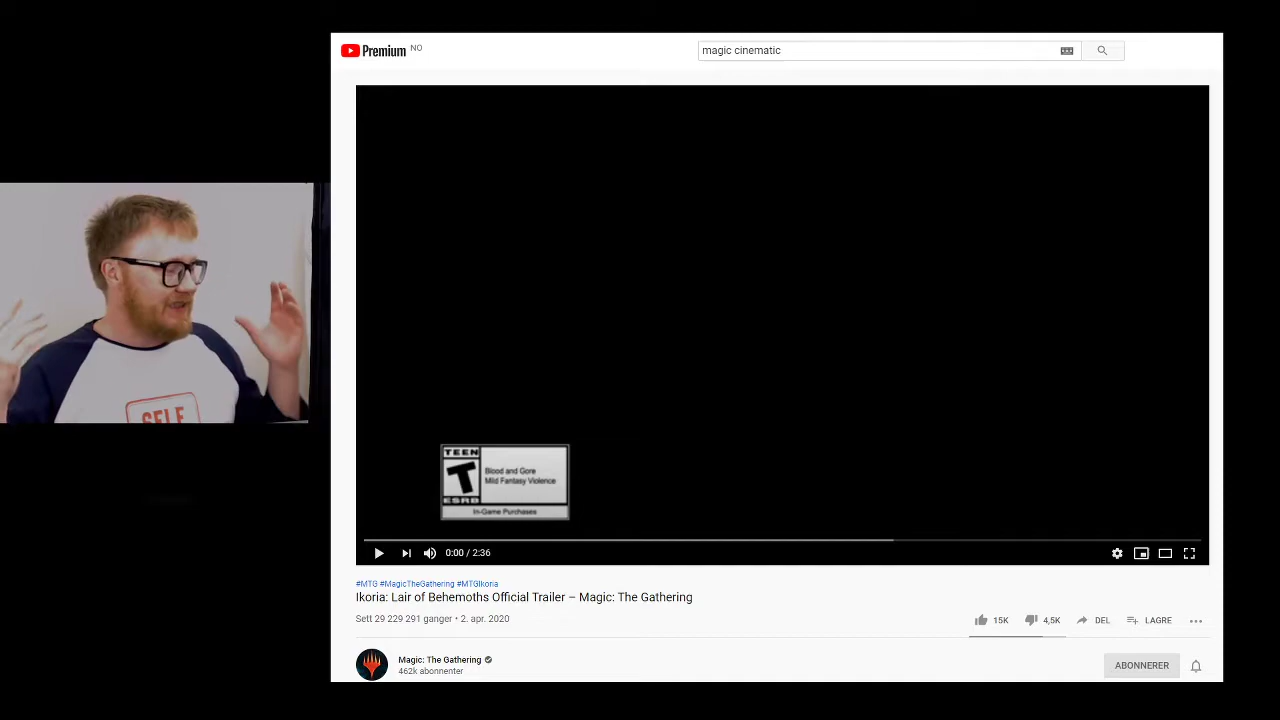 Premium NO
magic cinematic
SELF
TEEN
T
ESRB
Blood and Gore
Mild Fantasy Violence
In-Game Purchases
0:00 / 2:36
#MTG #MagicTheGathering #MTGIkoria
Ikoria: Lair of Behemoths Official Trailer – Magic: The Gathering
Sett 29 229 291 ganger • 2. apr. 2020
15K 4,5K DEL LAGRE
Magic: The Gathering
462k abonnenter
ABONNERER